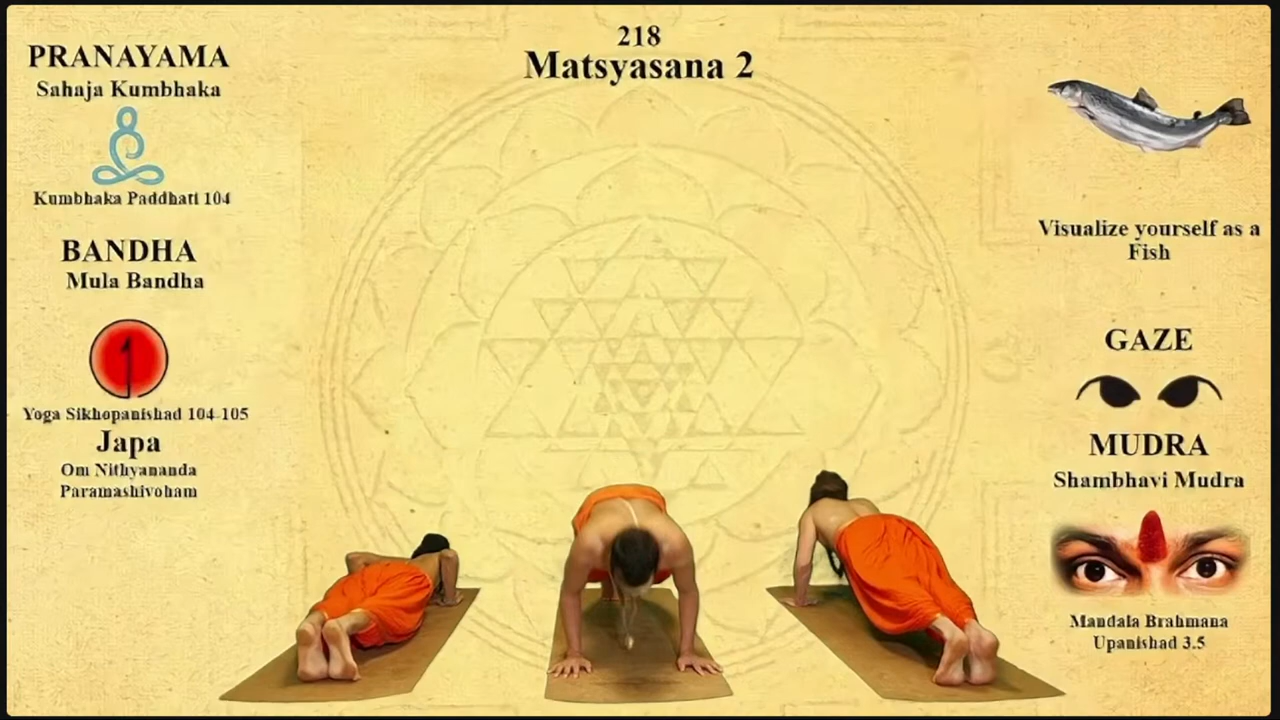 218
Matsyasana 2
PRANAYAMA
Sahaja Kumbhaka
Kumbhaka Paddhati 104
BANDHA
Mula Bandha
Yoga Sikhopanishad 104-105
Japa
Om Nithyananda
Paramashivoham
Visualize yourself as a
Fish
GAZE
MUDRA
Shambhavi Mudra
Mandala Brahmana
Upanishad 3.5